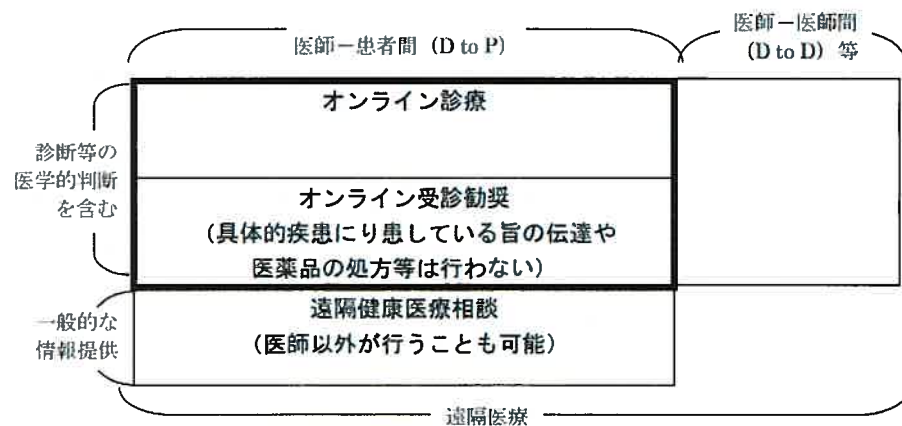 医師－患者間（D to P）
医師－医師間
（D to D）等
オンライン診療
診断等の
医学的判断
を含む
オンライン受診勧奨
（具体的疾患にり患している旨の伝達や
医薬品の処方等は行わない）
一般的な
情報提供
遠隔健康医療相談
（医師以外が行うことも可能）
遠隔医療